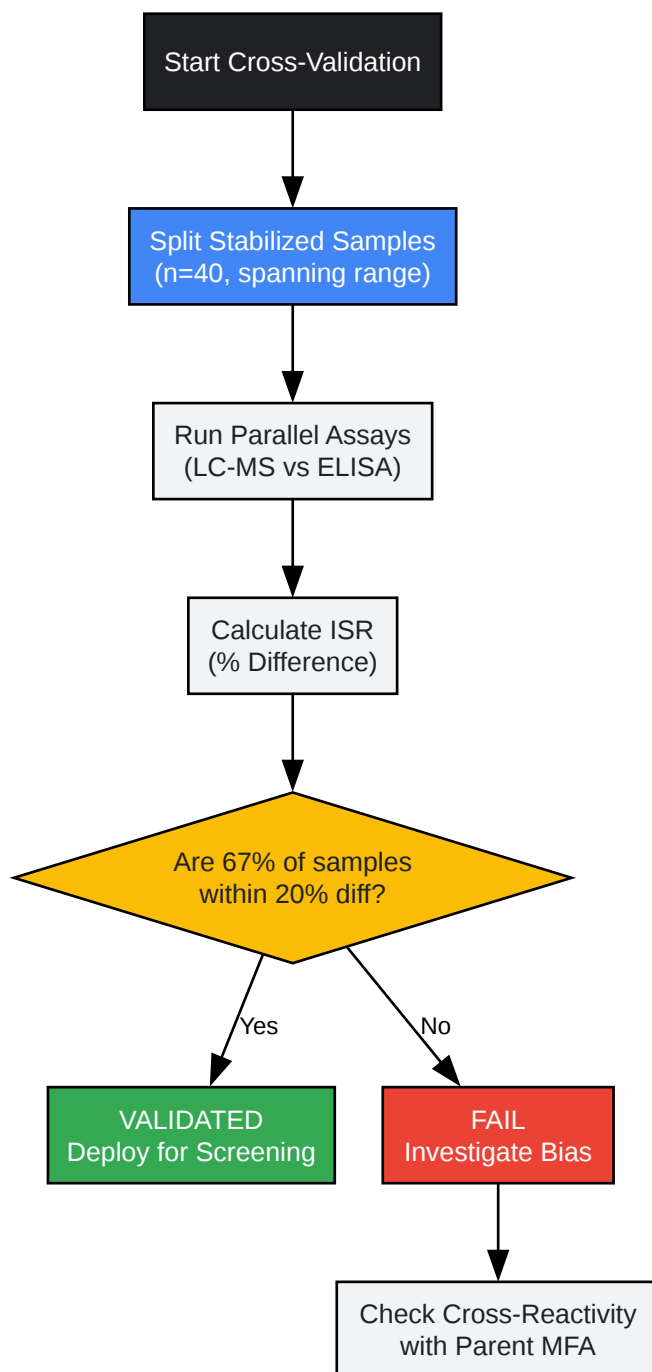 Start Cross-Validation
Split Stabilized Samples
(n=40, spanning range)
Run Parallel Assays
(LC-MS vs ELISA)
Calculate ISR
(% Difference)
Are 67% of samples
within 20% diff?
Yes
No
VALIDATED
Deploy for Screening
FAIL
Investigate Bias
Check Cross-Reactivity
with Parent MFA